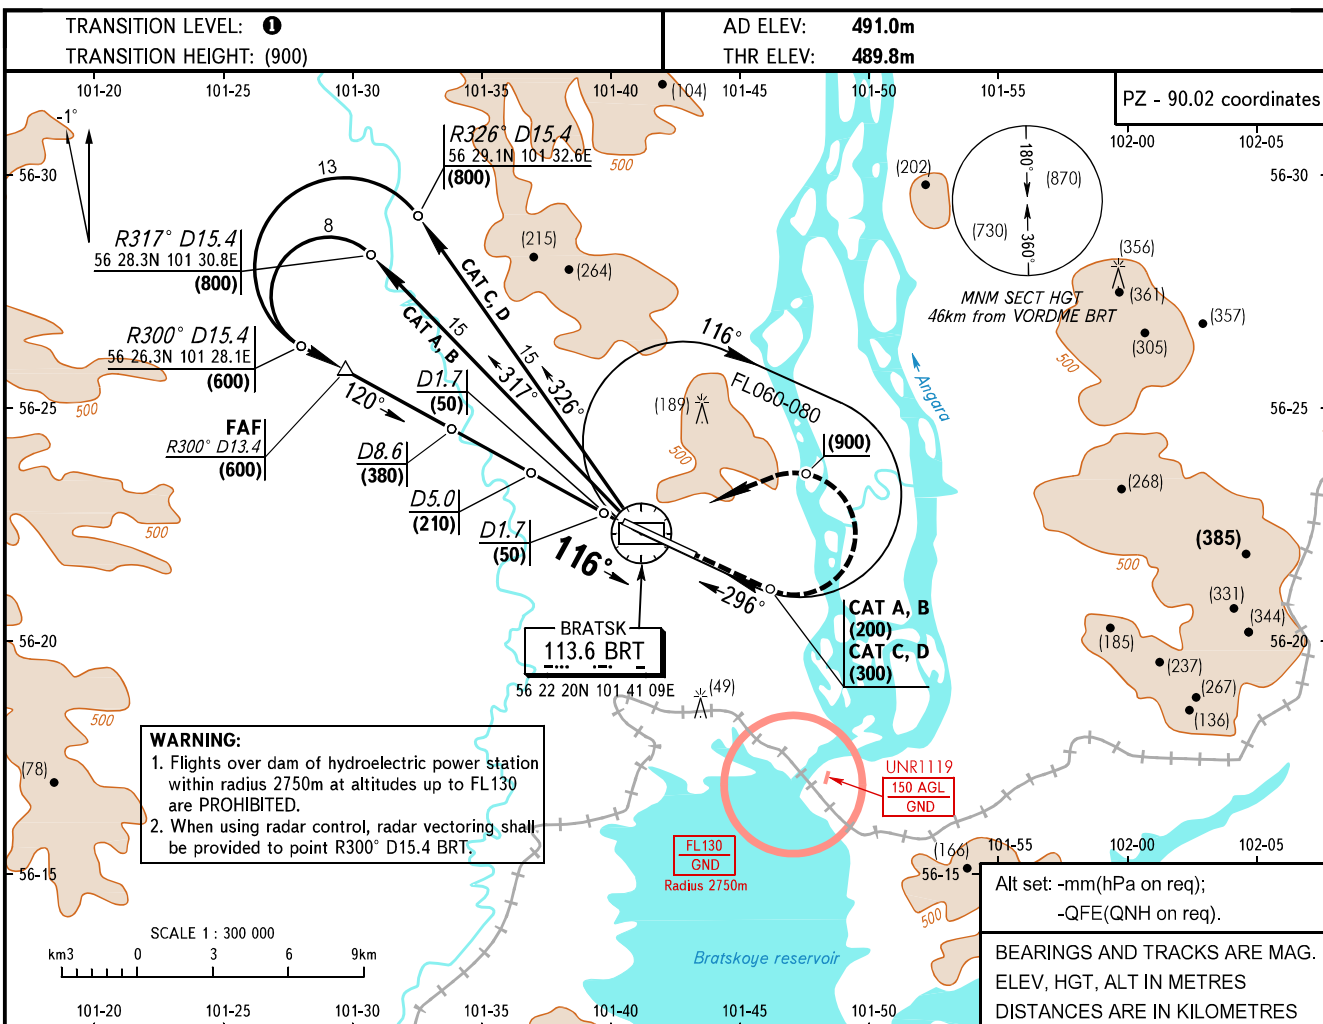 TRANSITION LEVEL: ❶
TRANSITION HEIGHT: (900)
AD ELEV: 491.0m
THR ELEV: 489.8m
101-20 101-25 101-30 101-35 101-40 101-45 101-50 101-55
PZ - 90.02 coordinates
102-00 102-05
-1°
(104)
500
R326° D15.4
56 29.1N 101 32.6E
(800)
13
8
56-30
56-30
(202)
180°
360°
(870)
(730)
MNM SECT HGT
46km from VORDME BRT
R317° D15.4
56 28.3N 101 30.8E
(800)
(215)
(264)
(356)
(361)
(357)
(305)
500
CAT C, D
15
326°
CAT A, B
15
317°
116°
FL060-080
Angara
R300° D15.4
56 26.3N 101 28.1E
(600)
500
D1.7
(50)
120°
(189)
500
56-25
56-25
(900)
FAF
R300° D13.4
(600)
D8.6
(380)
D5.0
(210)
D1.7
(50)
500
(268)
500
(385)
(331)
(344)
(185)
(237)
(267)
(136)
116°
296°
CAT A, B
(200)
CAT C, D
(300)
BRATSK
113.6 BRT
56 22 20N 101 41 09E
56-20
56-20
(49)
500
(78)
WARNING:
1. Flights over dam of hydroelectric power station
within radius 2750m at altitudes up to FL130
are PROHIBITED.
2. When using radar control, radar vectoring shall
be provided to point R300° D15.4 BRT.
UNR1119
150 AGL
GND
FL130
GND
Radius 2750m
(166)
101-55 102-00 102-05
56-15
56-15
500
Alt set: -mm(hPa on req);
-QFE(QNH on req).
SCALE 1 : 300 000
km3 0 3 6 9km
Bratskoye reservoir
BEARINGS AND TRACKS ARE MAG.
ELEV, HGT, ALT IN METRES
DISTANCES ARE IN KILOMETRES
101-20 101-25 101-30 101-35 101-40 101-45 101-50